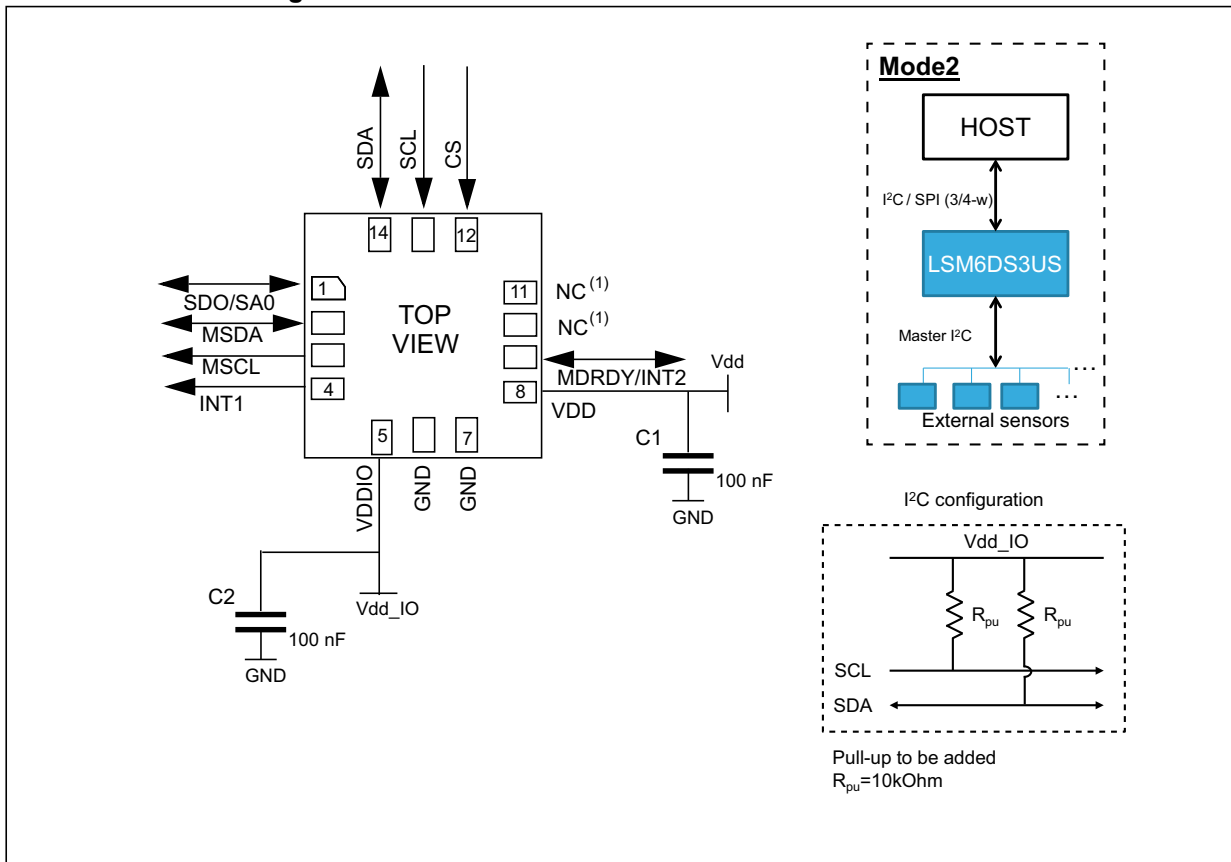 SDA
SCL
CS
14
12
1
SDO/SA0
MSDA
MSCL
4
INT1
TOP
VIEW
11
NC(1)
NC(1)
MDRDY/INT2
8
VDD
Vdd
5
7
VDDIO
GND
GND
C1
100 nF
GND
C2
100 nF
GND
Vdd_IO
Mode2
HOST
I²C / SPI (3/4-w)
LSM6DS3US
Master I²C
...
...
External sensors
I²C configuration
Vdd_IO
Rpu
Rpu
SCL
SDA
Pull-up to be added
Rpu=10kOhm